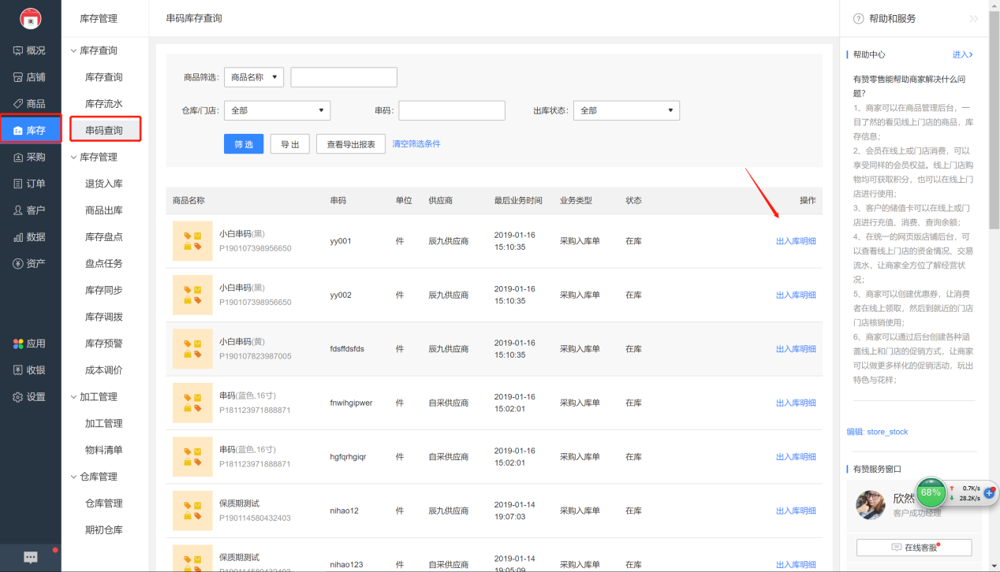 概况
店铺
商品
库存
采购
订单
客户
数据
资产
应用
收银
设置
库存管理
库存查询
库存查询
库存流水
串码查询
库存管理
退货入库
商品出库
库存盘点
盘点任务
库存同步
库存调拨
库存预警
成本调价
加工管理
加工管理
物料清单
仓库管理
仓库管理
期初仓库
串码库存查询
商品筛选： 商品名称
仓库/门店： 全部 串码： 出库状态： 全部
筛选 导出 查看导出报表 清空筛选条件
商品名称 串码 单位 供应商 最后业务时间 业务类型 状态 操作
小白串码(黑)
P190107398956650
yy001 件 辰九供应商 2019-01-16
15:10:35
采购入库单 在库 出入库明细
小白串码(黑)
P190107398956650
yy002 件 辰九供应商 2019-01-16
15:10:35
采购入库单 在库 出入库明细
小白串码(黄)
P190107823987005
fdsffdsfds 件 辰九供应商 2019-01-16
15:10:35
采购入库单 在库 出入库明细
串码(蓝色,16寸)
P181123971888871
fnwihgipwer 件 自采供应商 2019-01-16
15:02:01
采购入库单 在库 出入库明细
串码(蓝色,16寸)
P181123971888871
hgfqrhgiqr 件 自采供应商 2019-01-16
15:02:01
采购入库单 在库 出入库明细
保质期测试
P190114580432403
nihao12 件 辰九供应商 2019-01-14
19:07:03
采购入库单 在库 出入库明细
保质期测试
P190114580432403
nihao123 件 自采供应商 2019-01-14
19:05:09
采购入库单 在库 出入库明细
帮助和服务
帮助中心 进入
有赞零售能帮助商家解决什么问
题?
1、商家可以在商品管理后台，一
目了然的看见线上门店的商品，库
存信息；
2、会员在线上或门店消费，可以
享受同样的会员权益。线上门店购
物均可获取积分，也可以在线上门
店进行使用；
3、客户的储值卡可以在线上或门
店进行充值、消费、查询余额；
4、在统一的网页版店铺后台，可
以查看线上门店的资金情况、交易
流水，让商家全方位了解经营状
况；
5、商家可以创建优惠券，让消费
者在线上领取，然后到就近的门店
门店核销使用；
6、商家可以通过后台创建各种涵
盖线上和门店的促销方式，让商家
可以做更多样化的促销活动，玩出
特色与花样；
编辑: store_stock
有赞服务窗口
欣然
客户成功经理
68%
0.7K/s
28.2K/s
在线客服